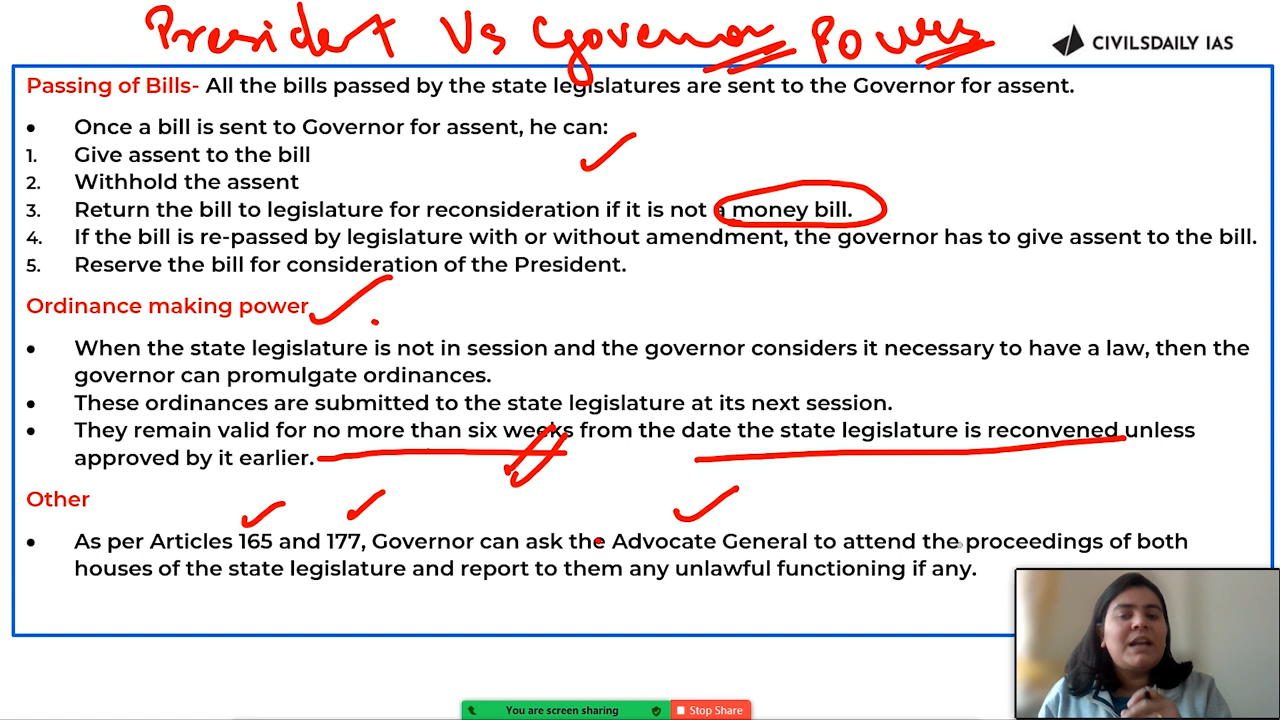 President Vs Governor Powers
CIVILSDAILY IAS
Passing of Bills- All the bills passed by the state legislatures are sent to the Governor for assent.
• Once a bill is sent to Governor for assent, he can:
1. Give assent to the bill
2. Withhold the assent
3. Return the bill to legislature for reconsideration if it is not a money bill.
4. If the bill is re-passed by legislature with or without amendment, the governor has to give assent to the bill.
5. Reserve the bill for consideration of the President.
Ordinance making power
• When the state legislature is not in session and the governor considers it necessary to have a law, then the
governor can promulgate ordinances.
• These ordinances are submitted to the state legislature at its next session.
• They remain valid for no more than six weeks from the date the state legislature is reconvened unless
approved by it earlier.
Other
• As per Articles 165 and 177, Governor can ask the Advocate General to attend the proceedings of both
houses of the state legislature and report to them any unlawful functioning if any.
You are screen sharing
Stop Share